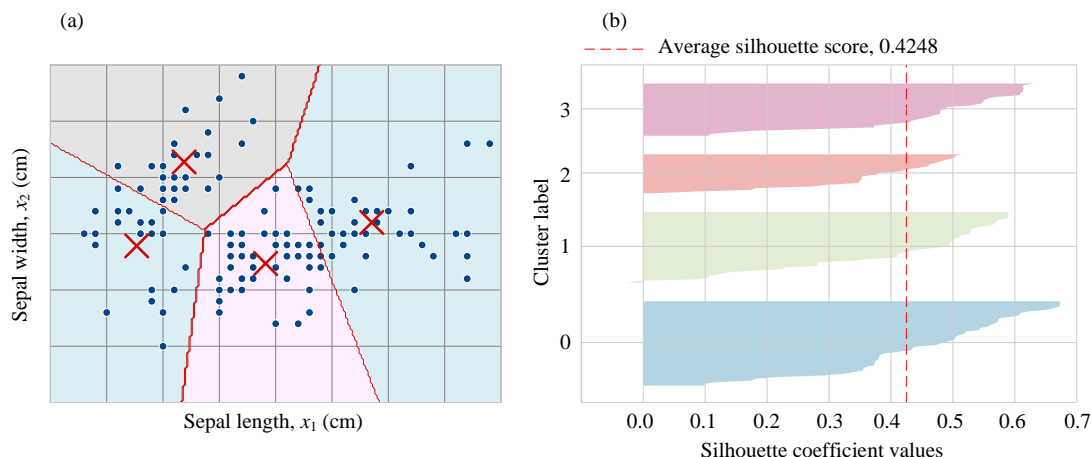 (a)
Sepal width, x2 (cm)
Sepal length, x1 (cm)
(b)
Average silhouette score, 0.4248
Cluster label
3
2
1
0
0.0 0.1 0.2 0.3 0.4 0.5 0.6 0.7
Silhouette coefficient values